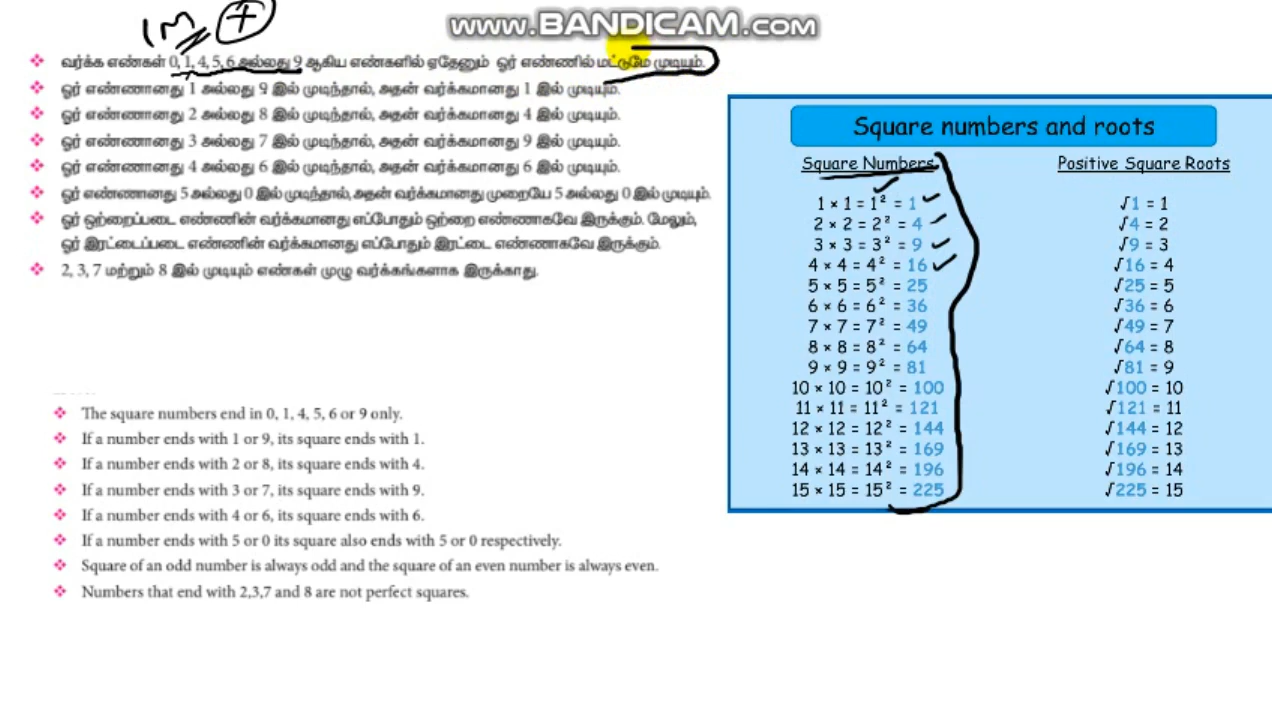 www.BANDICAM.com
1m +
❖ வர்க்க எண்கள் 0, 1, 4, 5, 6 அல்லது 9 ஆகிய எண்களில் ஏதேனும் ஓர் எண்ணில் மட்டுமே முடியும்.
❖ ஓர் எண்ணானது 1 அல்லது 9 இல் முடிந்தால், அதன் வர்க்கமானது 1 இல் முடியும்.
❖ ஓர் எண்ணானது 2 அல்லது 8 இல் முடிந்தால், அதன் வர்க்கமானது 4 இல் முடியும்.
❖ ஓர் எண்ணானது 3 அல்லது 7 இல் முடிந்தால், அதன் வர்க்கமானது 9 இல் முடியும்.
❖ ஓர் எண்ணானது 4 அல்லது 6 இல் முடிந்தால், அதன் வர்க்கமானது 6 இல் முடியும்.
❖ ஓர் எண்ணானது 5 அல்லது 0 இல் முடிந்தால், அதன் வர்க்கமானது முறையே 5 அல்லது 0 இல் முடியும்.
❖ ஓர் ஒற்றைப்படை எண்ணின் வர்க்கமானது எப்போதும் ஒற்றை எண்ணாகவே இருக்கும். மேலும்,
ஓர் இரட்டைப்படை எண்ணின் வர்க்கமானது எப்போதும் இரட்டை எண்ணாகவே இருக்கும்.
❖ 2, 3, 7 மற்றும் 8 இல் முடியும் எண்கள் முழு வர்க்கங்களாக இருக்காது.
❖ The square numbers end in 0, 1, 4, 5, 6 or 9 only.
❖ If a number ends with 1 or 9, its square ends with 1.
❖ If a number ends with 2 or 8, its square ends with 4.
❖ If a number ends with 3 or 7, its square ends with 9.
❖ If a number ends with 4 or 6, its square ends with 6.
❖ If a number ends with 5 or 0 its square also ends with 5 or 0 respectively.
❖ Square of an odd number is always odd and the square of an even number is always even.
❖ Numbers that end with 2,3,7 and 8 are not perfect squares.
Square numbers and roots
Square Numbers Positive Square Roots
1 × 1 = 1² = 1 √1 = 1
2 × 2 = 2² = 4 √4 = 2
3 × 3 = 3² = 9 √9 = 3
4 × 4 = 4² = 16 √16 = 4
5 × 5 = 5² = 25 √25 = 5
6 × 6 = 6² = 36 √36 = 6
7 × 7 = 7² = 49 √49 = 7
8 × 8 = 8² = 64 √64 = 8
9 × 9 = 9² = 81 √81 = 9
10 × 10 = 10² = 100 √100 = 10
11 × 11 = 11² = 121 √121 = 11
12 × 12 = 12² = 144 √144 = 12
13 × 13 = 13² = 169 √169 = 13
14 × 14 = 14² = 196 √196 = 14
15 × 15 = 15² = 225 √225 = 15